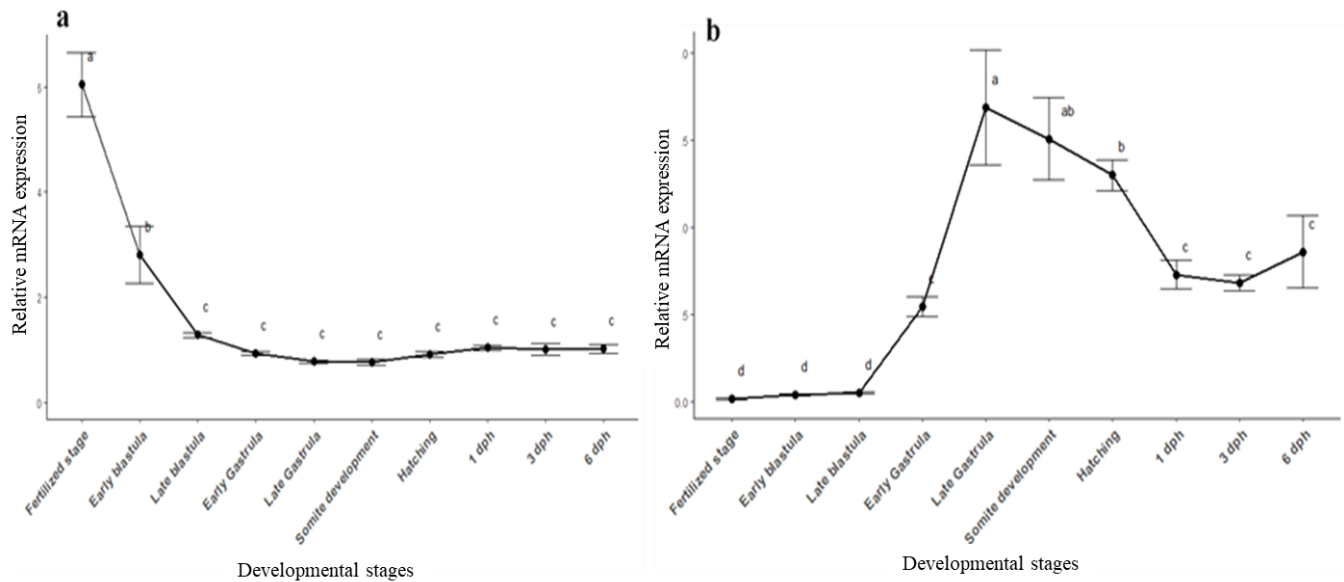 a
Relative mRNA expression
4
2
0
a
b
c
c
c
c
c
c
c
c
Fertilized stage
Early blastula
Late blastula
Early Gastrula
Late Gastrula
Somite development
Hatching
1 dph
3 dph
6 dph
Developmental stages
b
Relative mRNA expression
.0
.5
.0
.5
0.0
d
d
d
c
a
ab
b
c
c
c
Fertilized stage
Early blastula
Late blastula
Early Gastrula
Late Gastrula
Somite development
Hatching
1 dph
3 dph
6 dph
Developmental stages